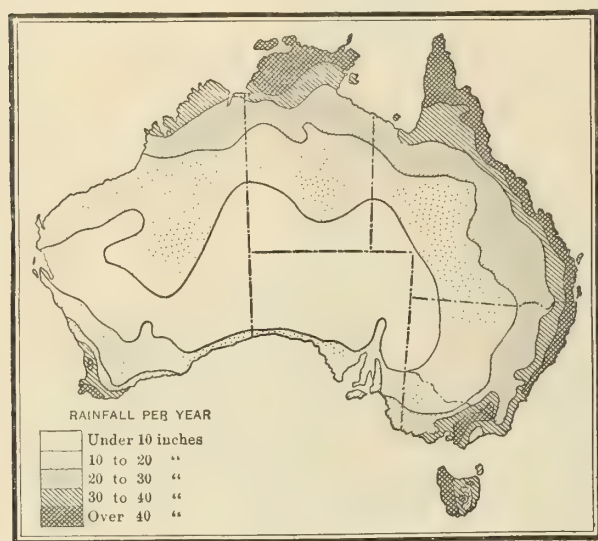 RAINFALL PER YEAR
Under 10 inches
10 to 20 “
20 to 30 “
30 to 40 “
Over 40 “